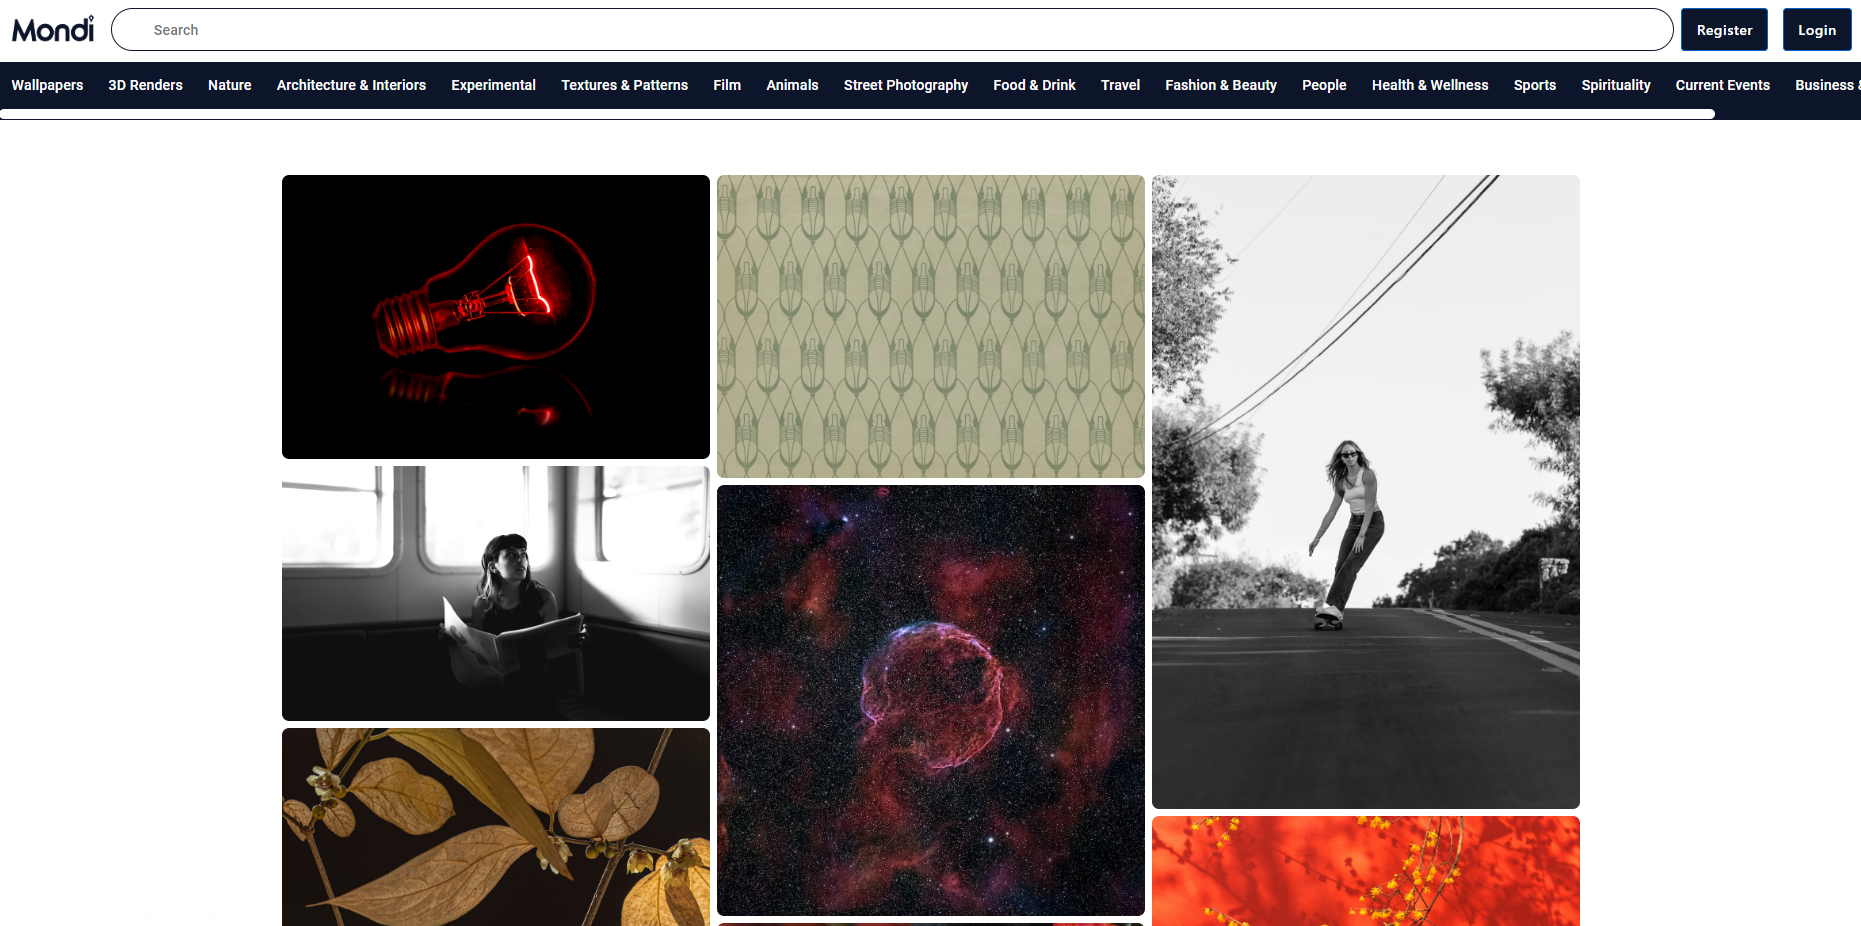 Mondi
Search
Register
Login
Wallpapers 3D Renders Nature Architecture & Interiors Experimental Textures & Patterns Film Animals Street Photography Food & Drink Travel Fashion & Beauty People Health & Wellness Sports Spirituality Current Events Business &